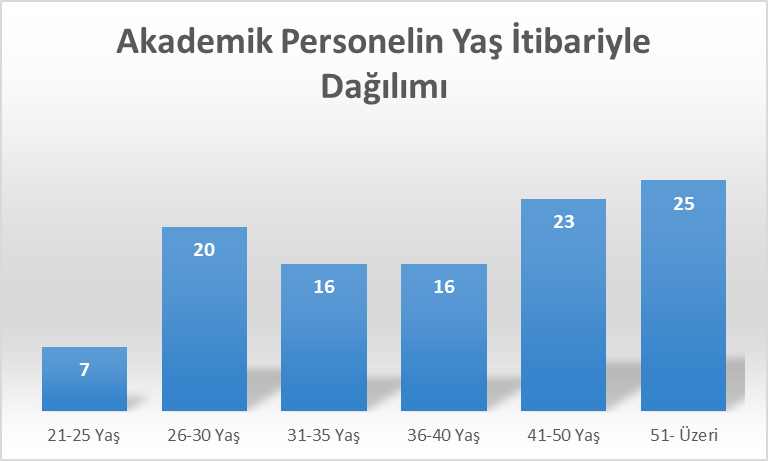 Akademik Personelin Yaş İtibariyle
Dağılımı
7
20
16
16
23
25
21-25 Yaş
26-30 Yaş
31-35 Yaş
36-40 Yaş
41-50 Yaş
51- Üzeri